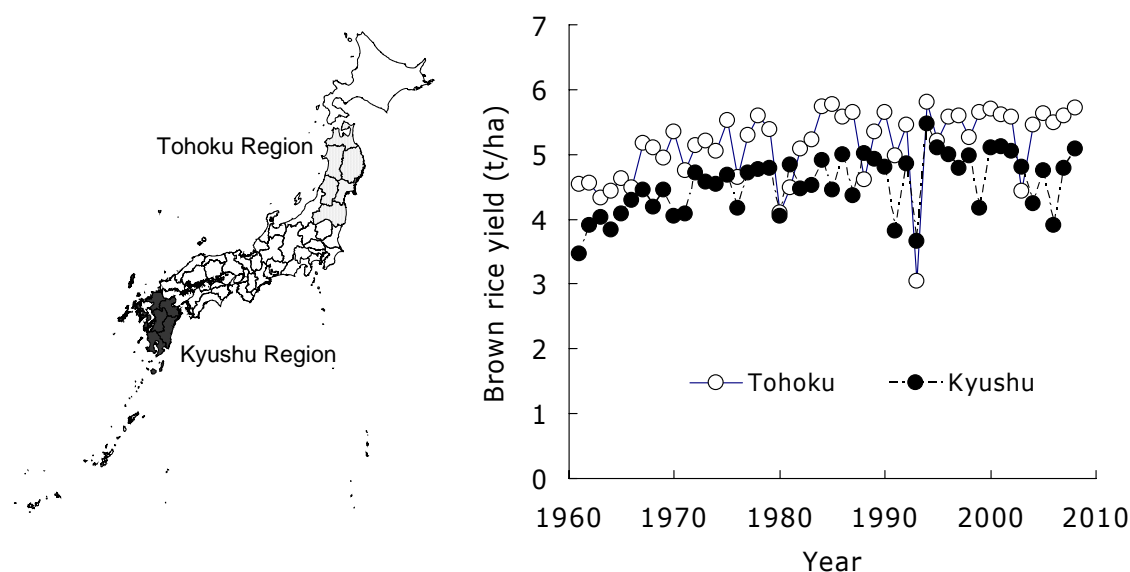 Tohoku Region
Kyushu Region
Brown rice yield (t/ha)
7
6
5
4
3
2
1
0
Tohoku
Kyushu
1960 1970 1980 1990 2000 2010
Year